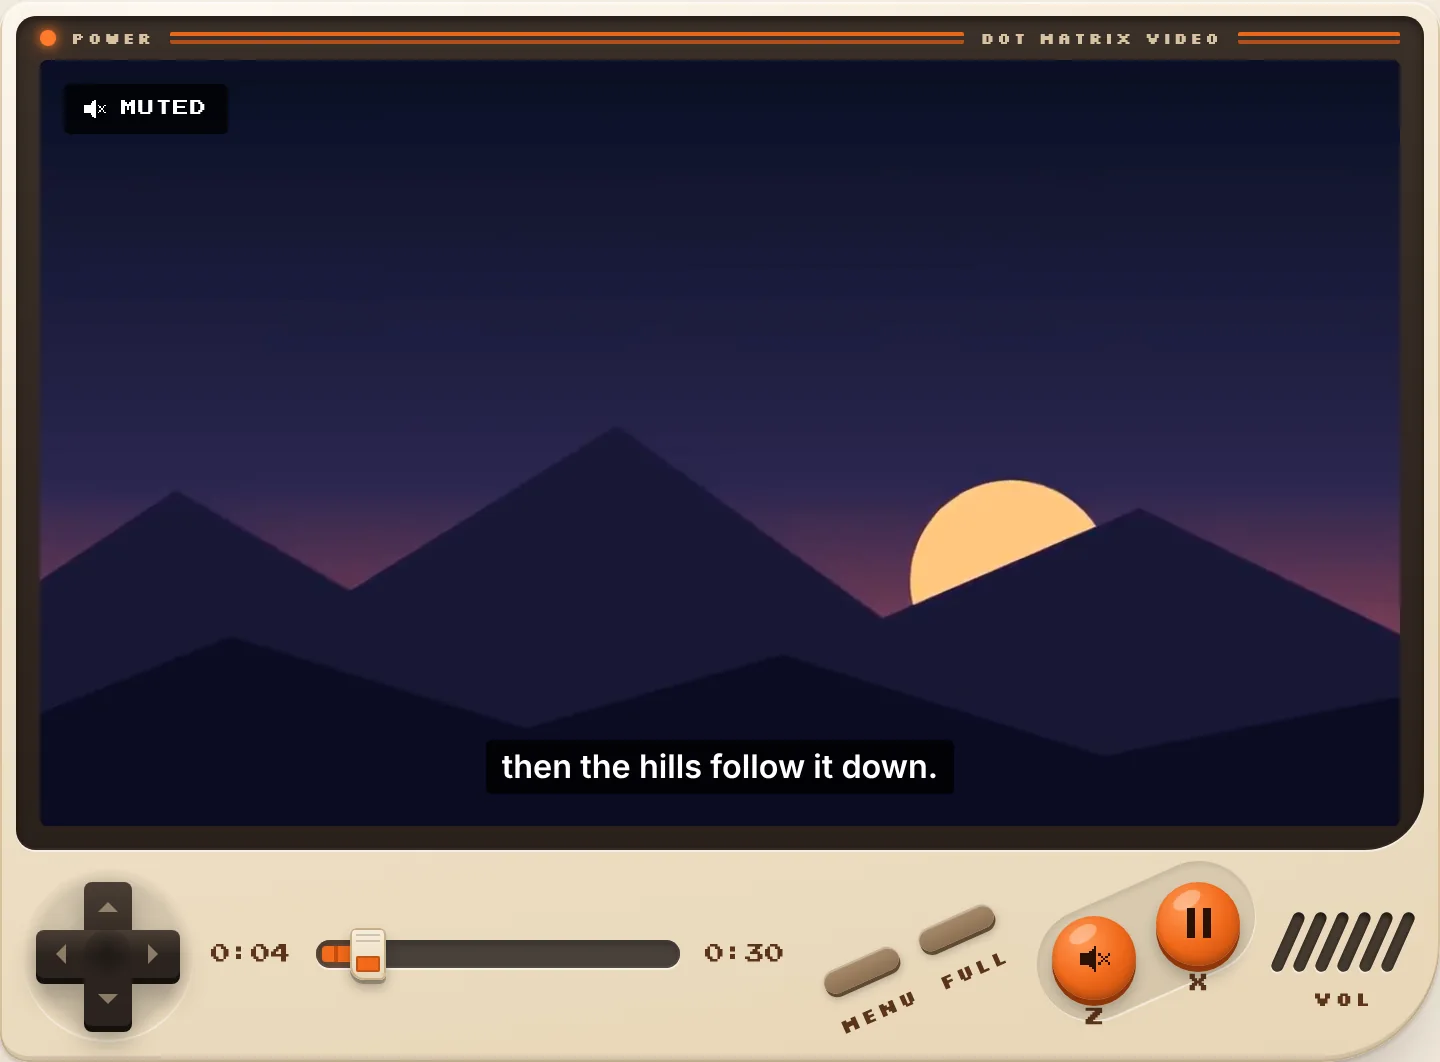 POWER
DOT MATRIX VIDEO
MUTED
then the hills follow it down.
0:04
0:30
MENU
FULL
Z
X
VOL